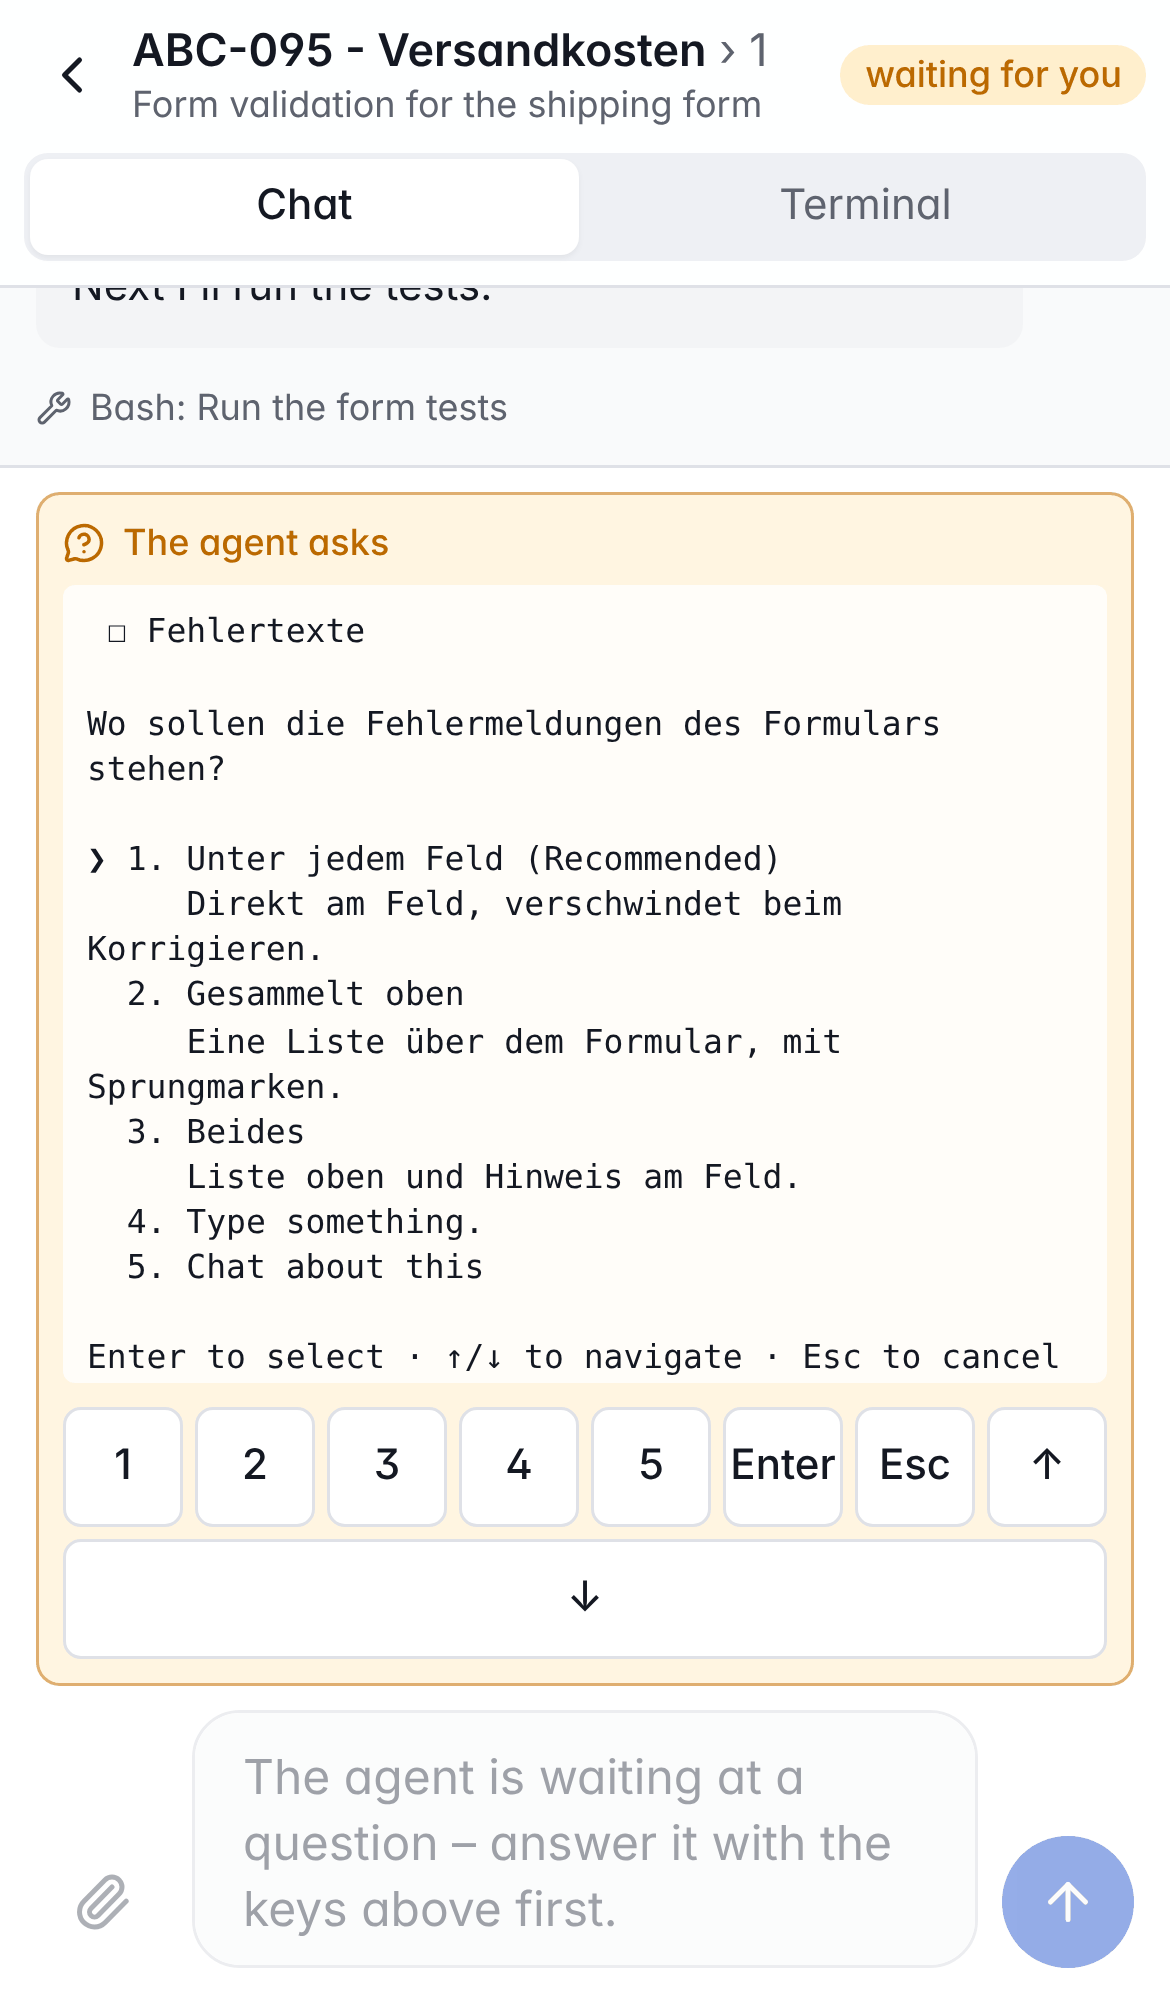 ABC-095 - Versandkosten › 1
Form validation for the shipping form
waiting for you
Chat
Terminal
Next I'll run the tests.
Bash: Run the form tests
The agent asks
☐ Fehlertexte
Wo sollen die Fehlermeldungen des Formulars
stehen?
❯ 1. Unter jedem Feld (Recommended)
Direkt am Feld, verschwindet beim
Korrigieren.
2. Gesammelt oben
Eine Liste über dem Formular, mit
Sprungmarken.
3. Beides
Liste oben und Hinweis am Feld.
4. Type something.
5. Chat about this
Enter to select · ↑/↓ to navigate · Esc to cancel
1
2
3
4
5
Enter
Esc
↑
↓
The agent is waiting at a
question – answer it with the
keys above first.